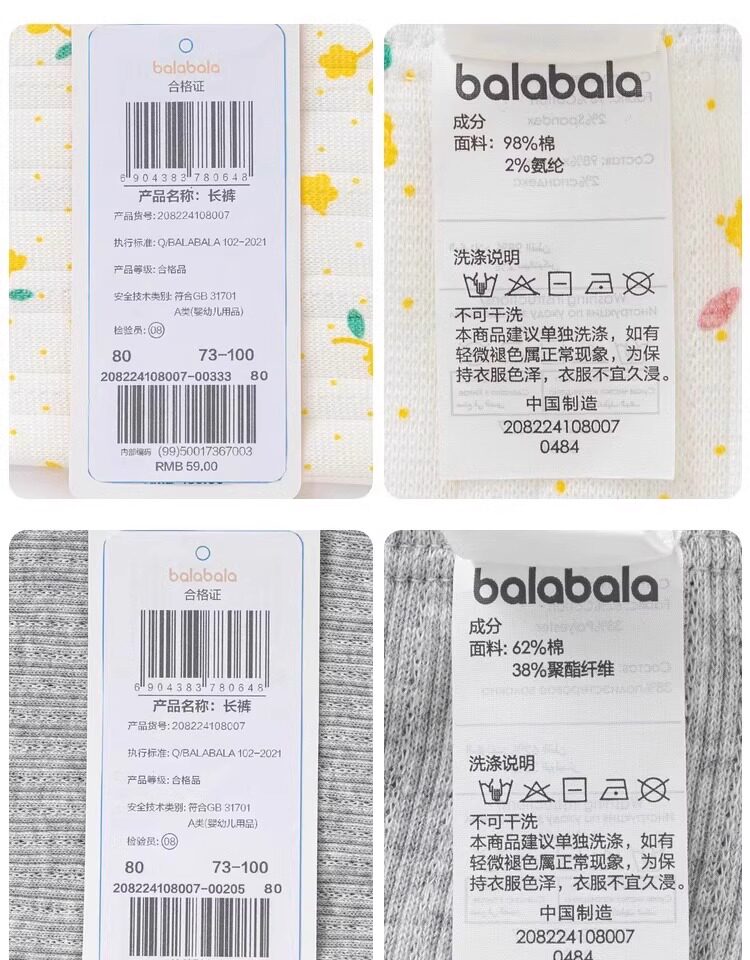 balabala
合格证
6 904383 780708
产品名称：长裤
产品货号: 208224108007
执行标准: Q/BALABALA 102-2021
产品等级: 合格品
安全技术类别: 符合GB 31701
A类(婴幼儿用品)
检验员: 08
80 73-100
208224108007-00333 80
内部编码 (99)50017367003
RMB 59.00
balabala
成分
面料：98%棉
2%氨纶
洗涤说明
不可干洗
本商品建议单独洗涤，如有
轻微褪色属正常现象，为保
持衣服色泽，衣服不宜久浸。
中国制造
208224108007
0484
balabala
合格证
6 904383 780648
产品名称：长裤
产品货号: 208224108007
执行标准: Q/BALABALA 102-2021
产品等级: 合格品
安全技术类别: 符合GB 31701
A类(婴幼儿用品)
检验员: 08
80 73-100
208224108007-00205 80
balabala
成分
面料: 62%棉
38%聚酯纤维
洗涤说明
不可干洗
本商品建议单独洗涤，如有
轻微褪色属正常现象，为保
持衣服色泽，衣服不宜久浸。
中国制造
208224108007
0484